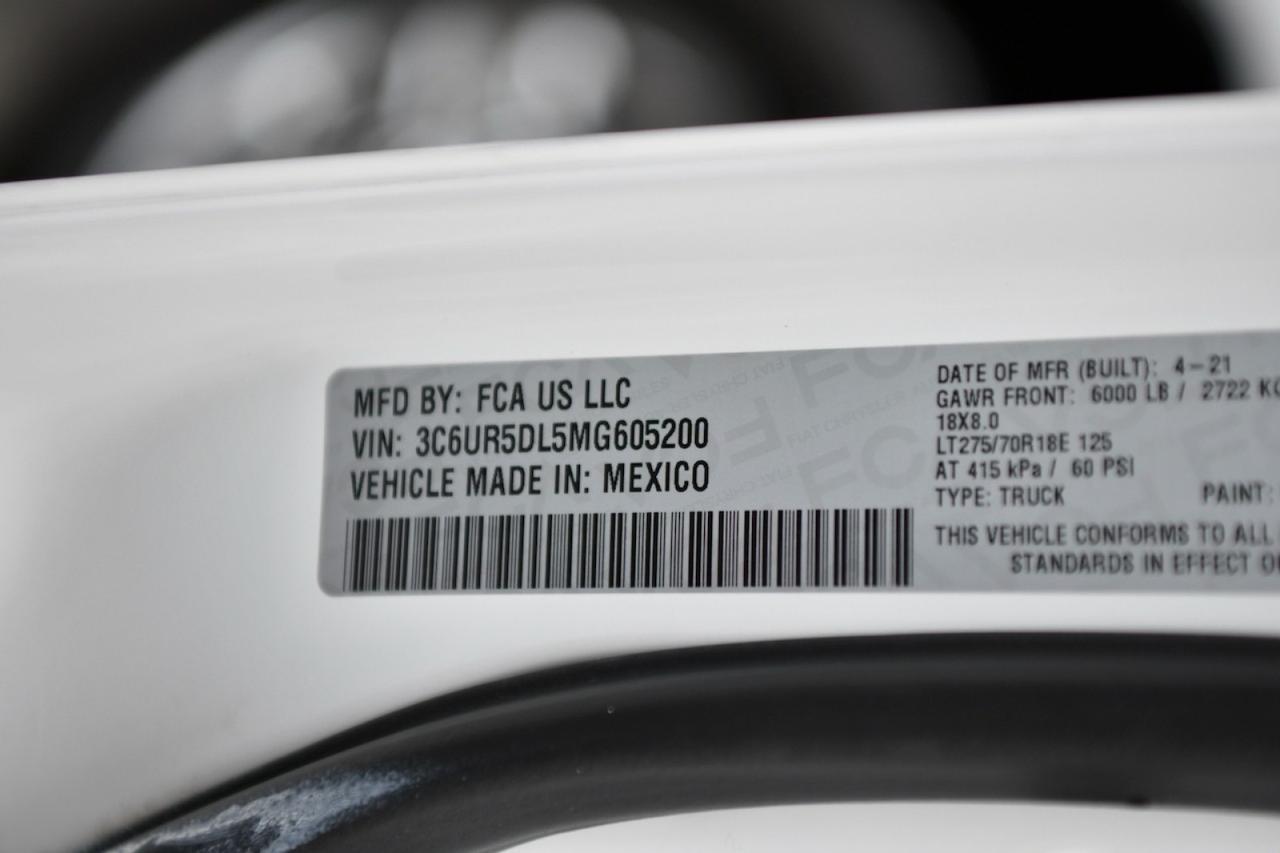 MFD BY: FCA US LLC
VIN: 3C6UR5DL5MG605200
VEHICLE MADE IN: MEXICO
DATE OF MFR (BUILT): 4-21
GAWR FRONT: 6000 LB / 2722 KG
18X8.0
LT275/70R18E 125
AT 415 kPa / 60 PSI
TYPE: TRUCK PAINT:
THIS VEHICLE CONFORMS TO ALL
STANDARDS IN EFFECT